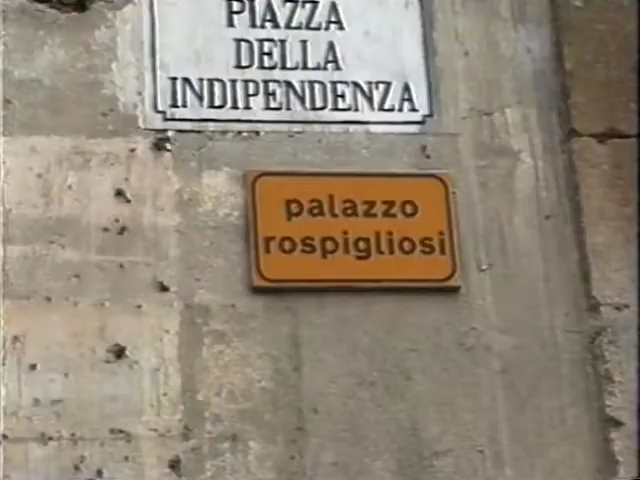 PIAZZA
DELLA
INDIPENDENZA
palazzo
rospigliosi